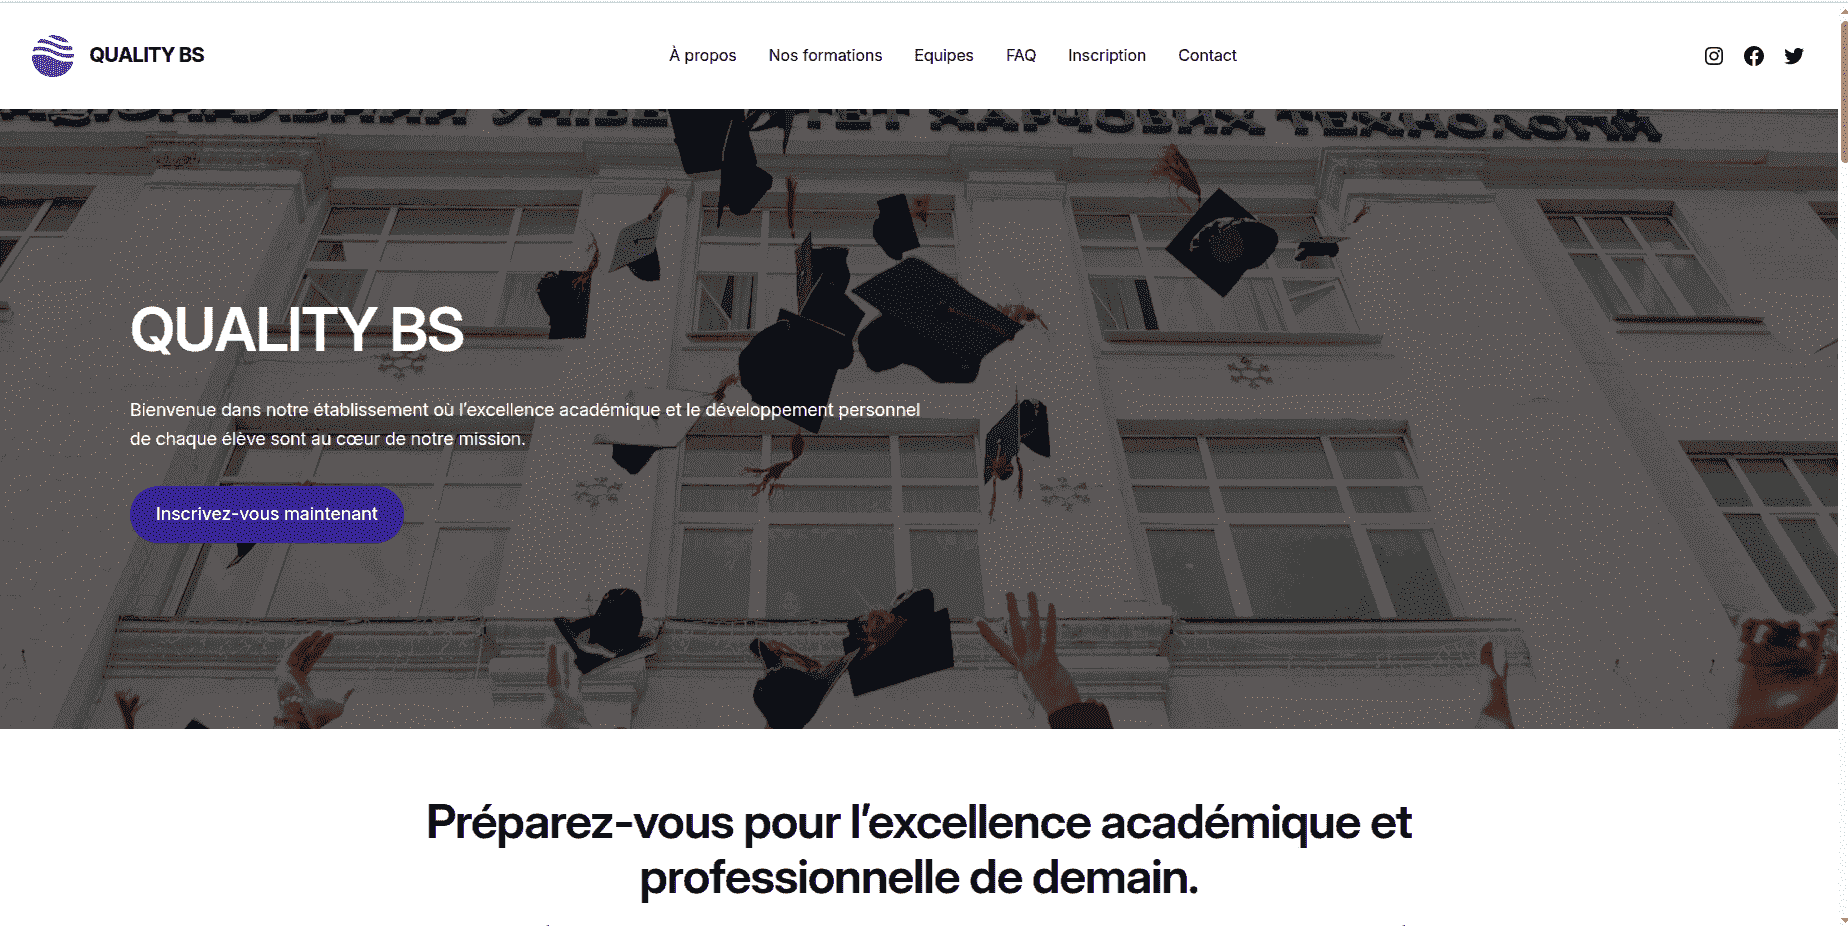 QUALITY BS
À propos
Nos formations
Equipes
FAQ
Inscription
Contact
ХАРЧОВИХ ТЕХНОЛОГІЙ
QUALITY BS
Bienvenue dans notre établissement où l’excellence académique et le développement personnel
de chaque élève sont au cœur de notre mission.
Inscrivez-vous maintenant
Préparez-vous pour l’excellence académique et
professionnelle de demain.